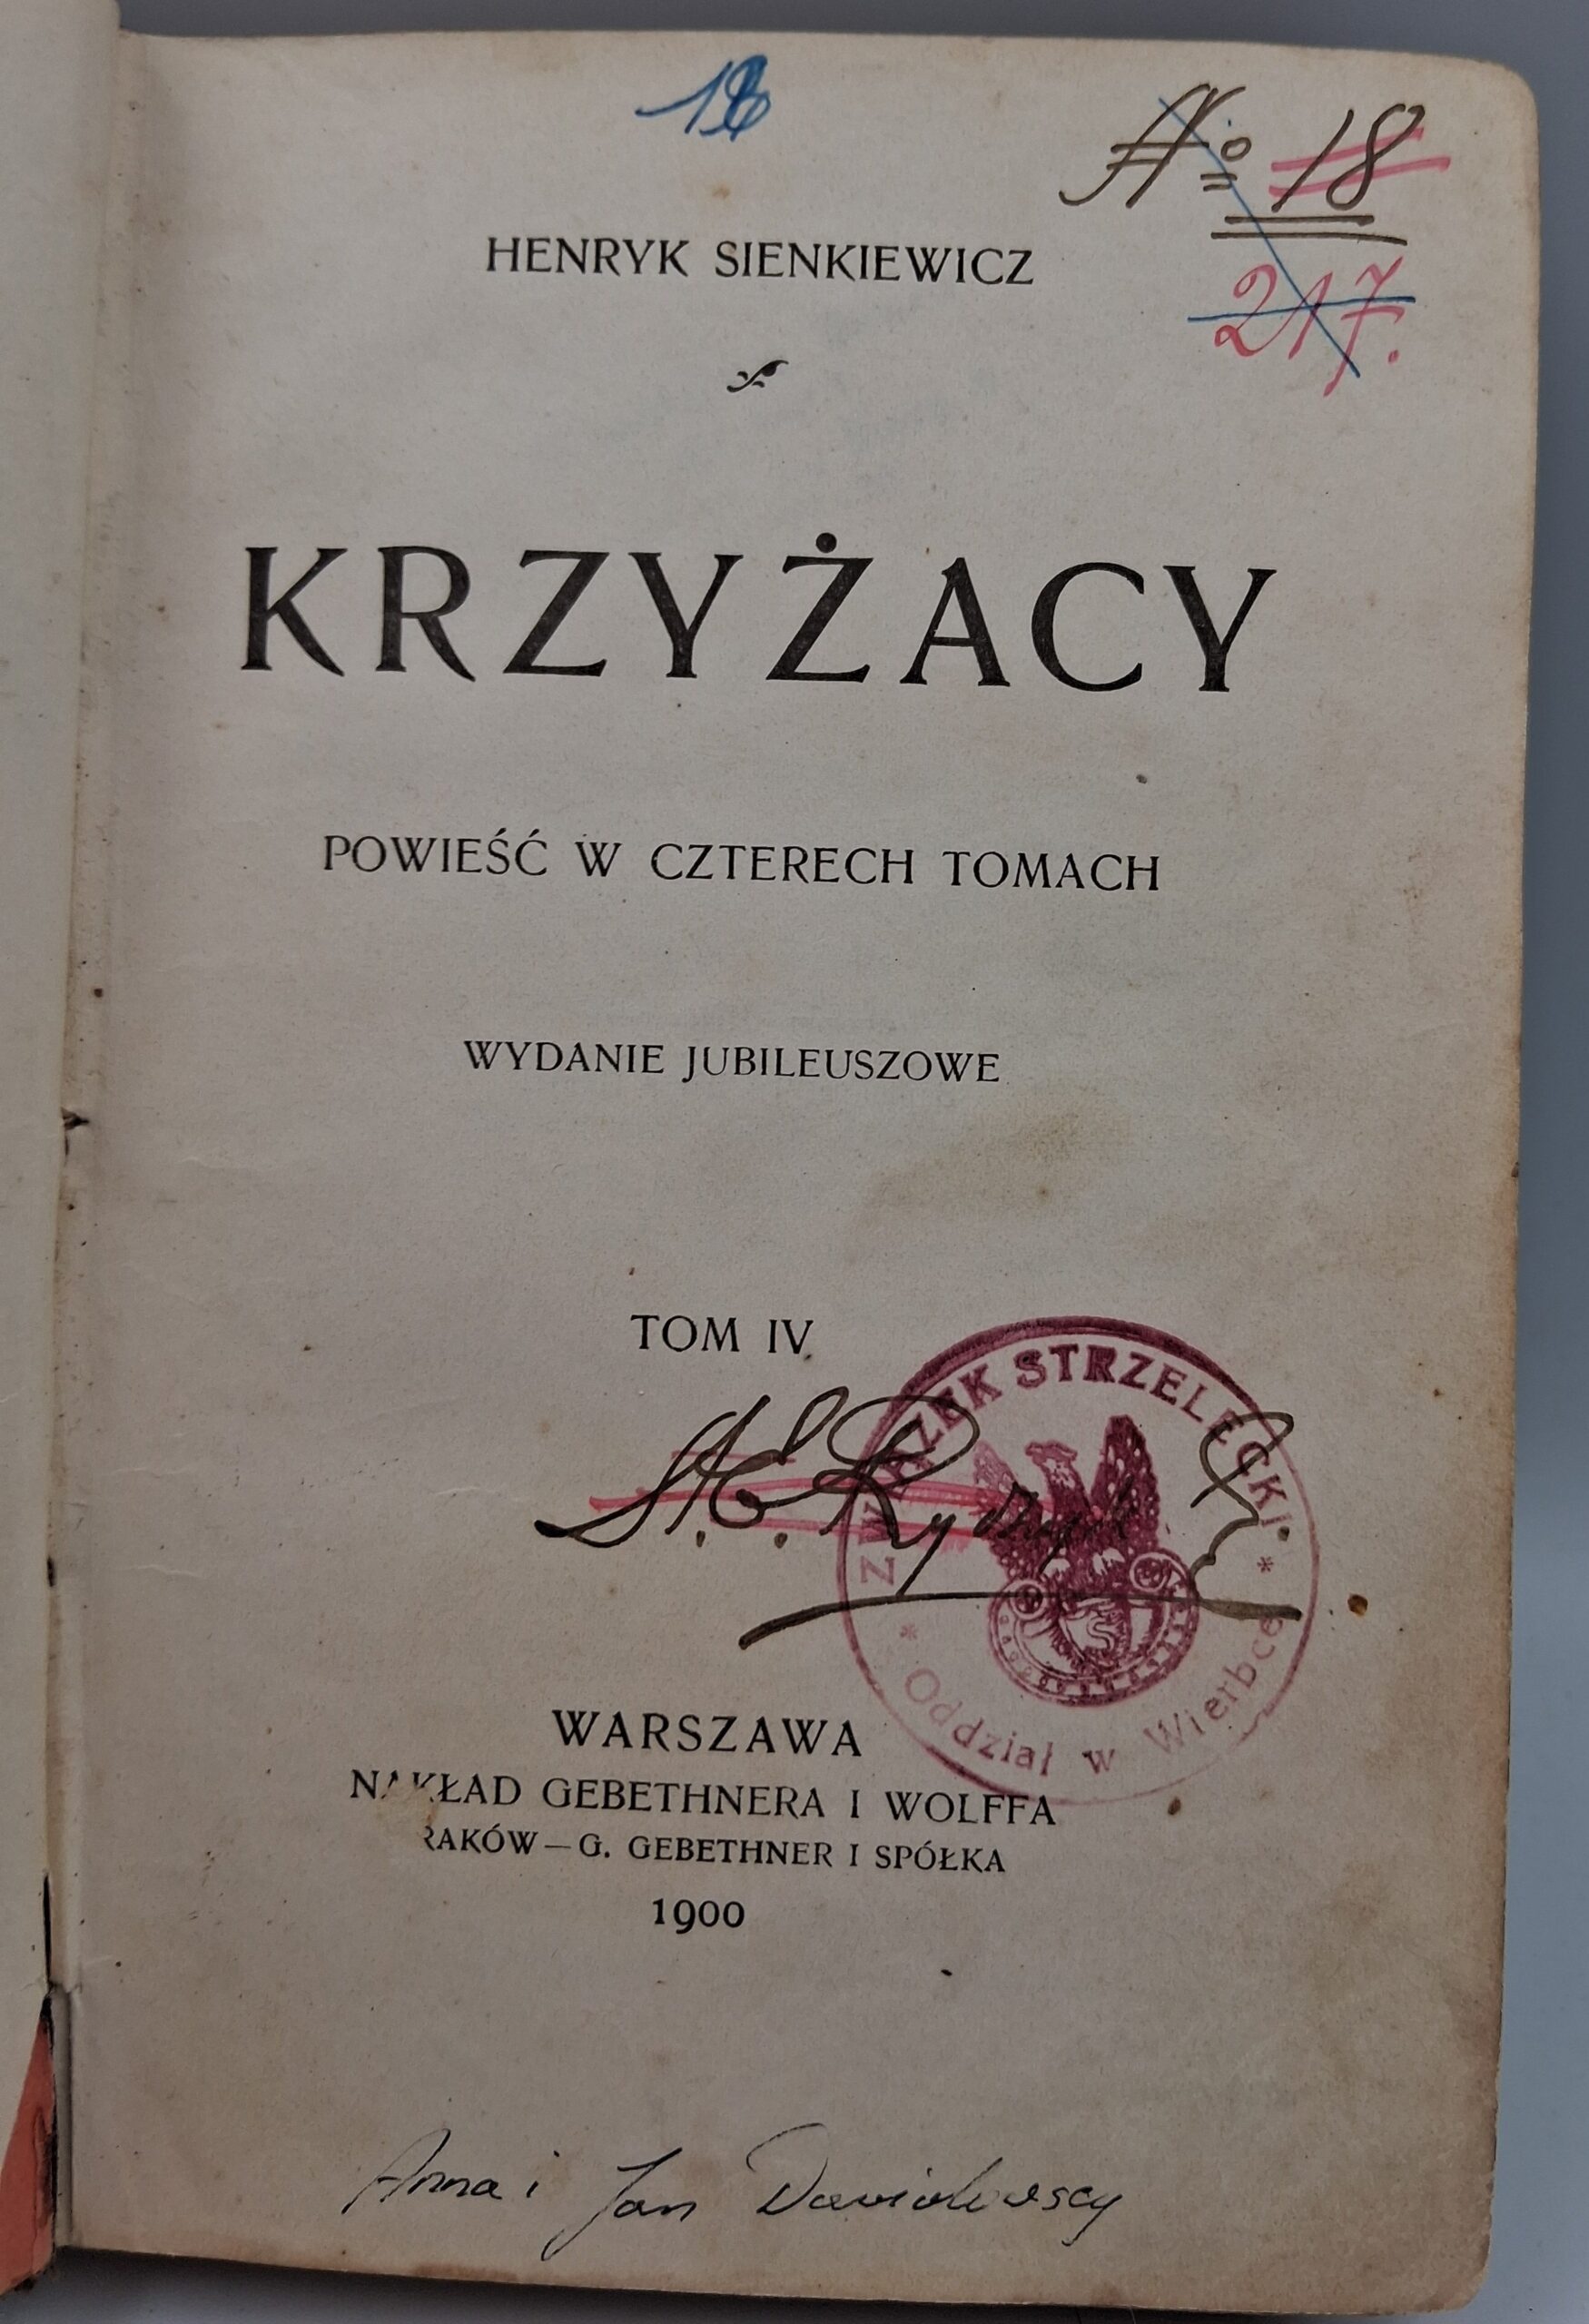 18
№ 18
217.
HENRYK SIENKIEWICZ
KRZYŻACY
POWIEŚĆ W CZTERECH TOMACH
WYDANIE JUBILEUSZOWE
TOM IV
ZWIĄZEK STRZELECKI
* Oddział w Wierbce *
WARSZAWA
NAKŁAD GEBETHNERA I WOLFFA
RAKÓW — G. GEBETHNER I SPÓŁKA
1900
Anna i Jan